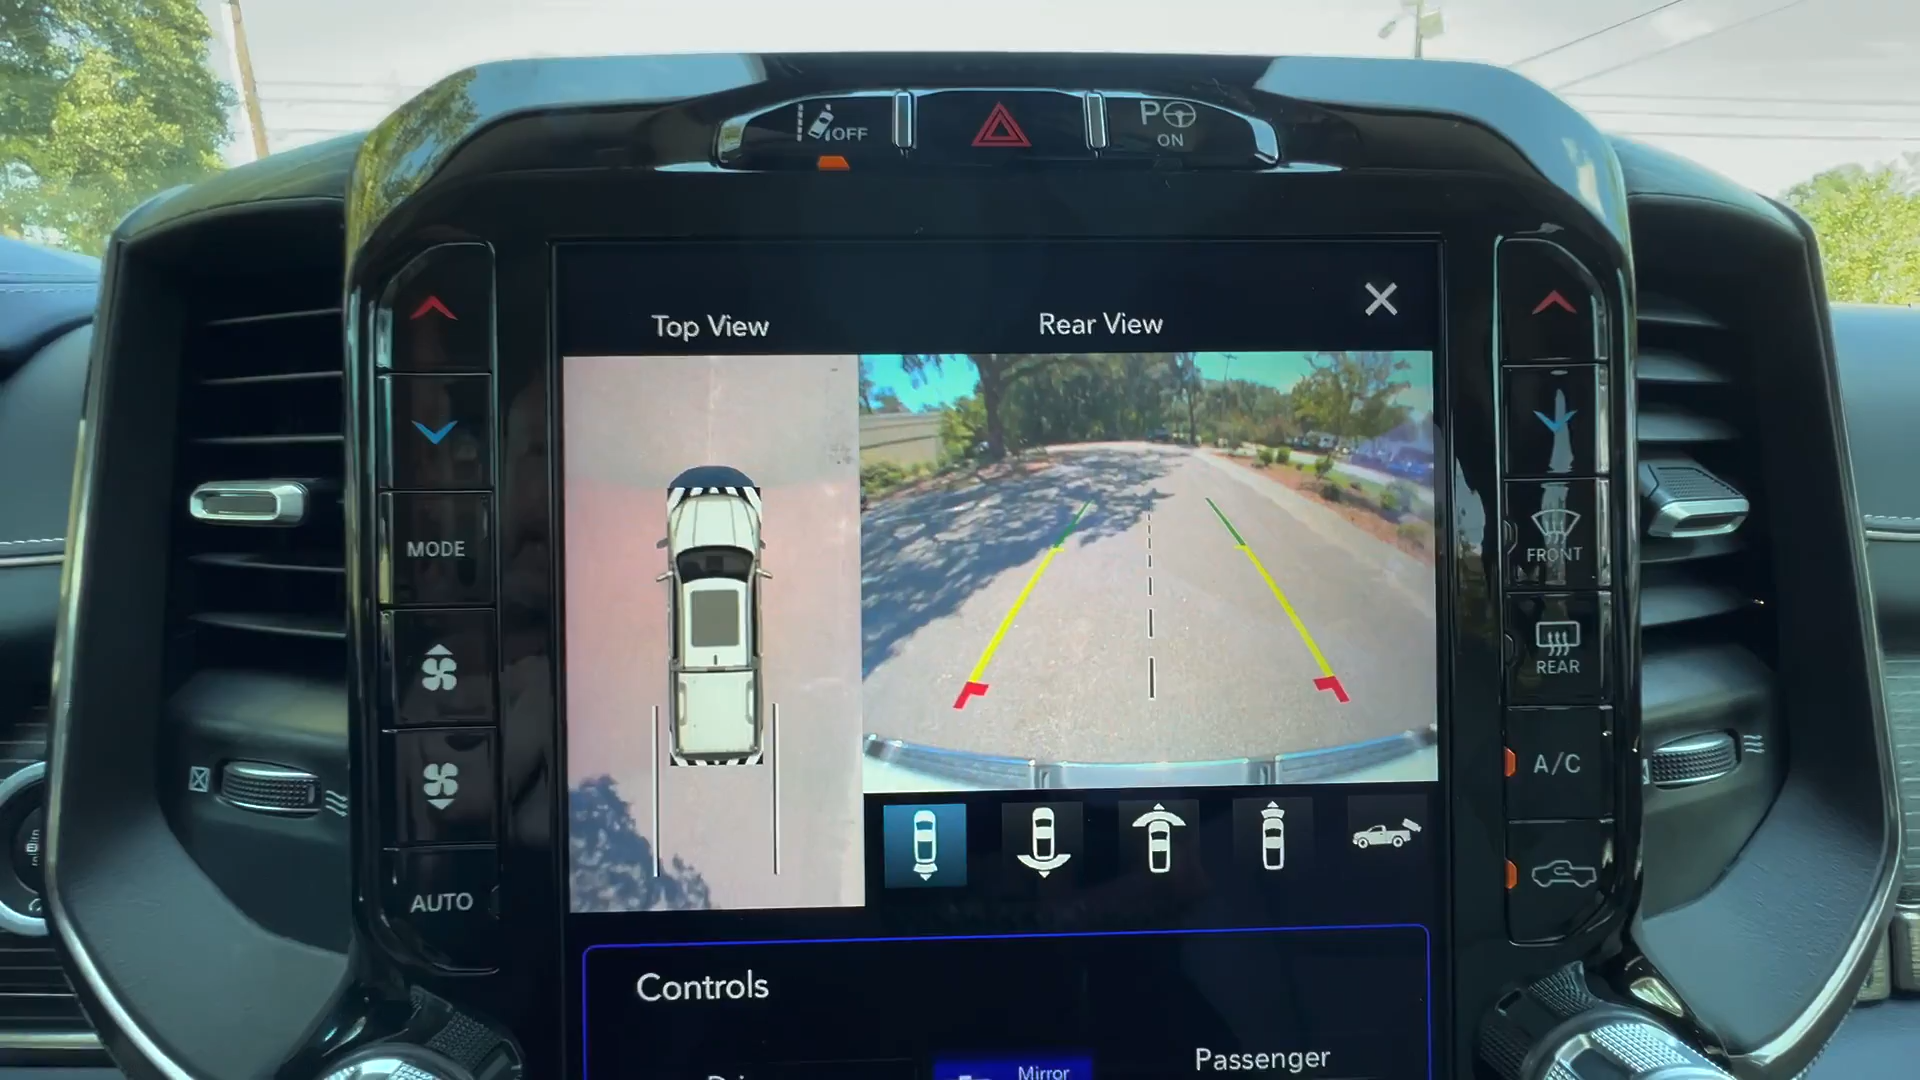 OFF
P
ON
Top View
Rear View
MODE
FRONT
REAR
A/C
AUTO
Controls
Passenger
Mirror